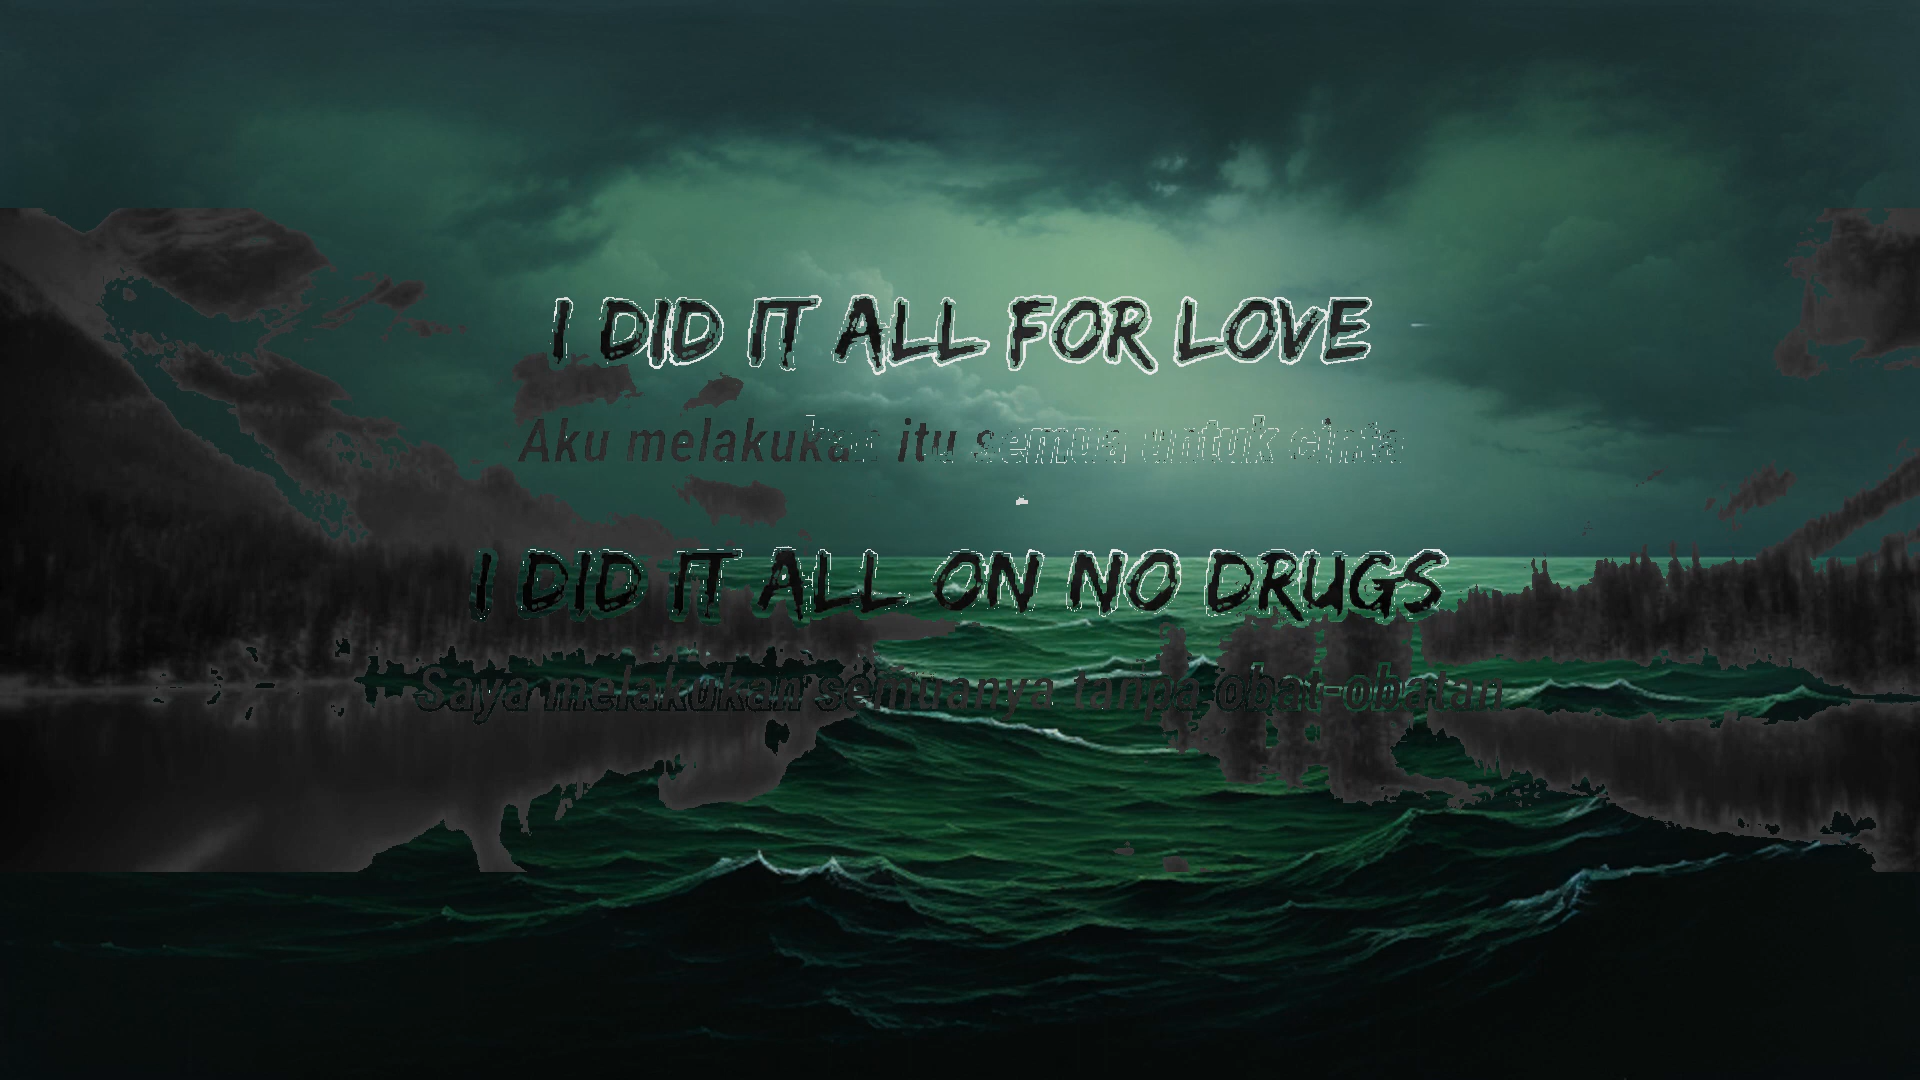 I DID IT ALL FOR LOVE
Aku melakukan itu semua untuk cinta
I DID IT ALL ON NO DRUGS
Saya melakukan semuanya tanpa obat-obatan